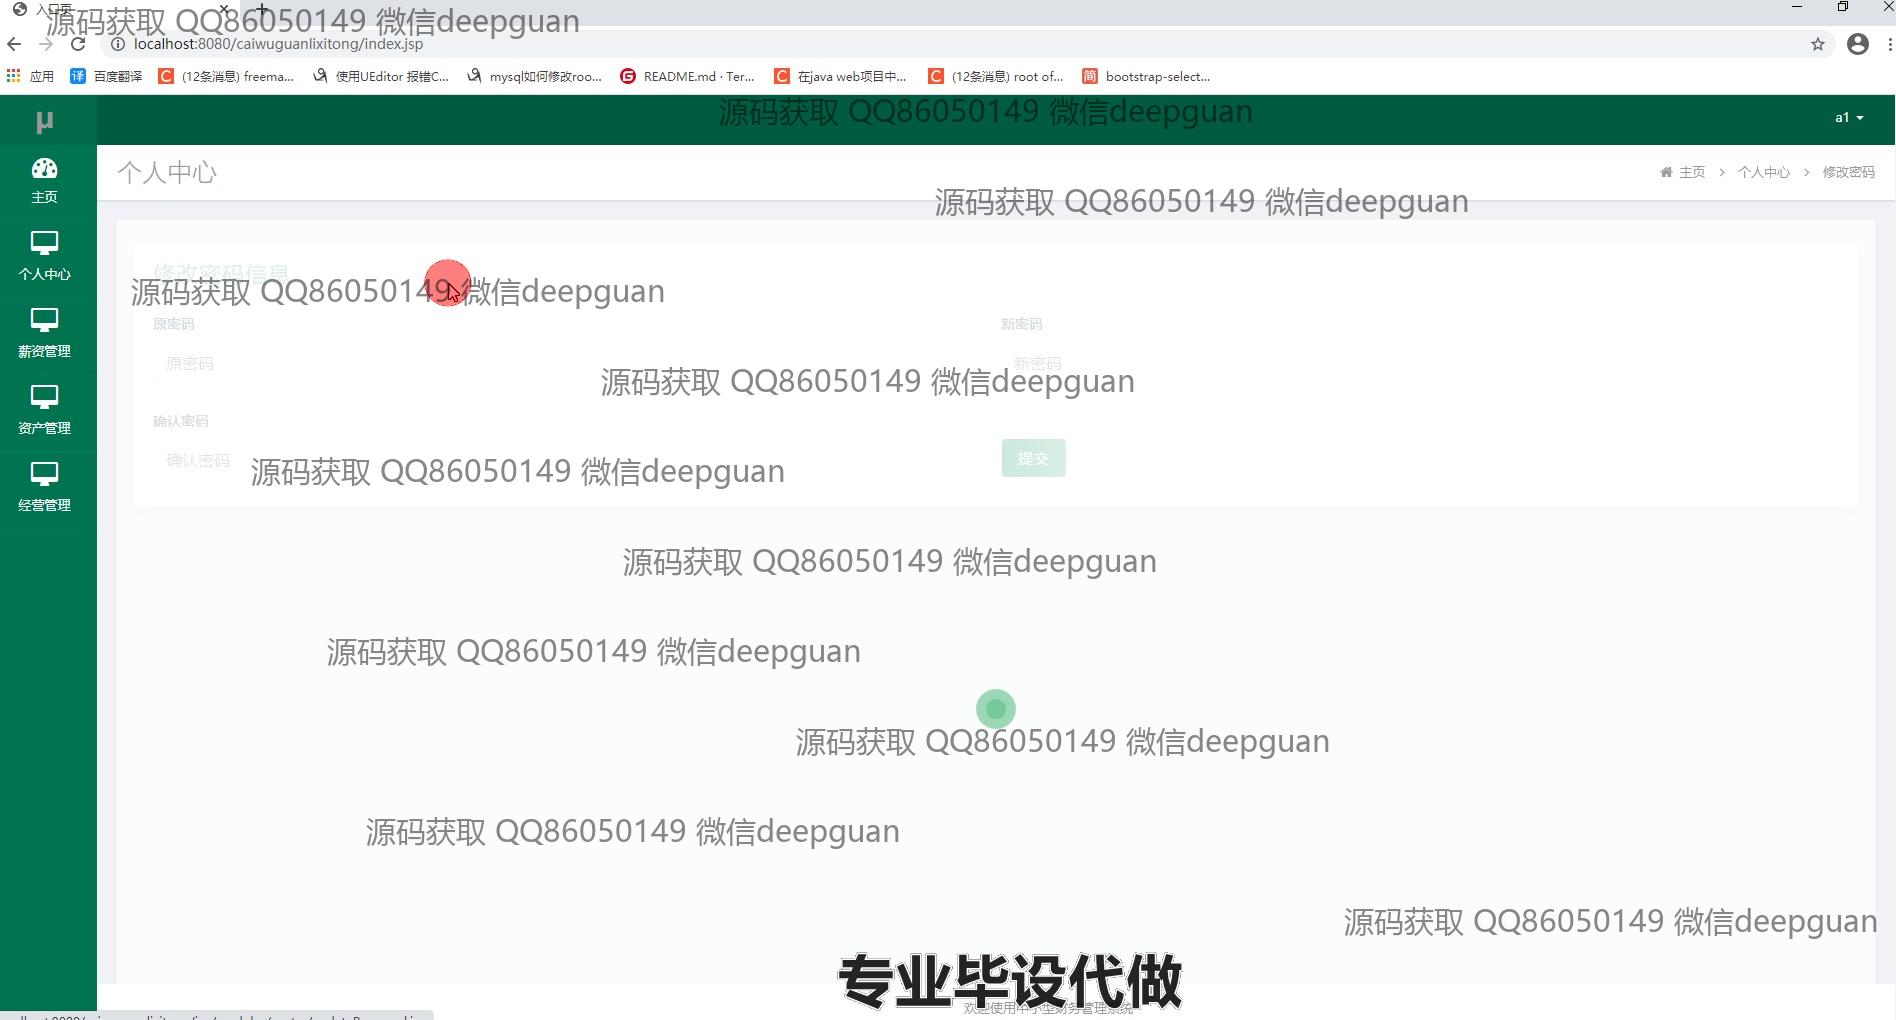 入口页
源码获取 QQ86050149 微信deepguan
localhost:8080/caiwuguanlixitong/index.jsp
应用 百度翻译 (12条消息) freema... 使用UEditor 报错C... mysql如何修改roo... README.md · Ter... 在java web项目中... (12条消息) root of... bootstrap-select...
源码获取 QQ86050149 微信deepguan
μ a1
个人中心 主页 > 个人中心 > 修改密码
主页
源码获取 QQ86050149 微信deepguan
个人中心
修改密码信息
源码获取 QQ86050149 微信deepguan
原密码 新密码
薪资管理
原密码 新密码
源码获取 QQ86050149 微信deepguan
确认密码
资产管理
确认密码 提交
源码获取 QQ86050149 微信deepguan
经营管理
源码获取 QQ86050149 微信deepguan
源码获取 QQ86050149 微信deepguan
源码获取 QQ86050149 微信deepguan
源码获取 QQ86050149 微信deepguan
源码获取 QQ86050149 微信deepguan
专业毕设代做
欢迎使用中小型财务管理系统